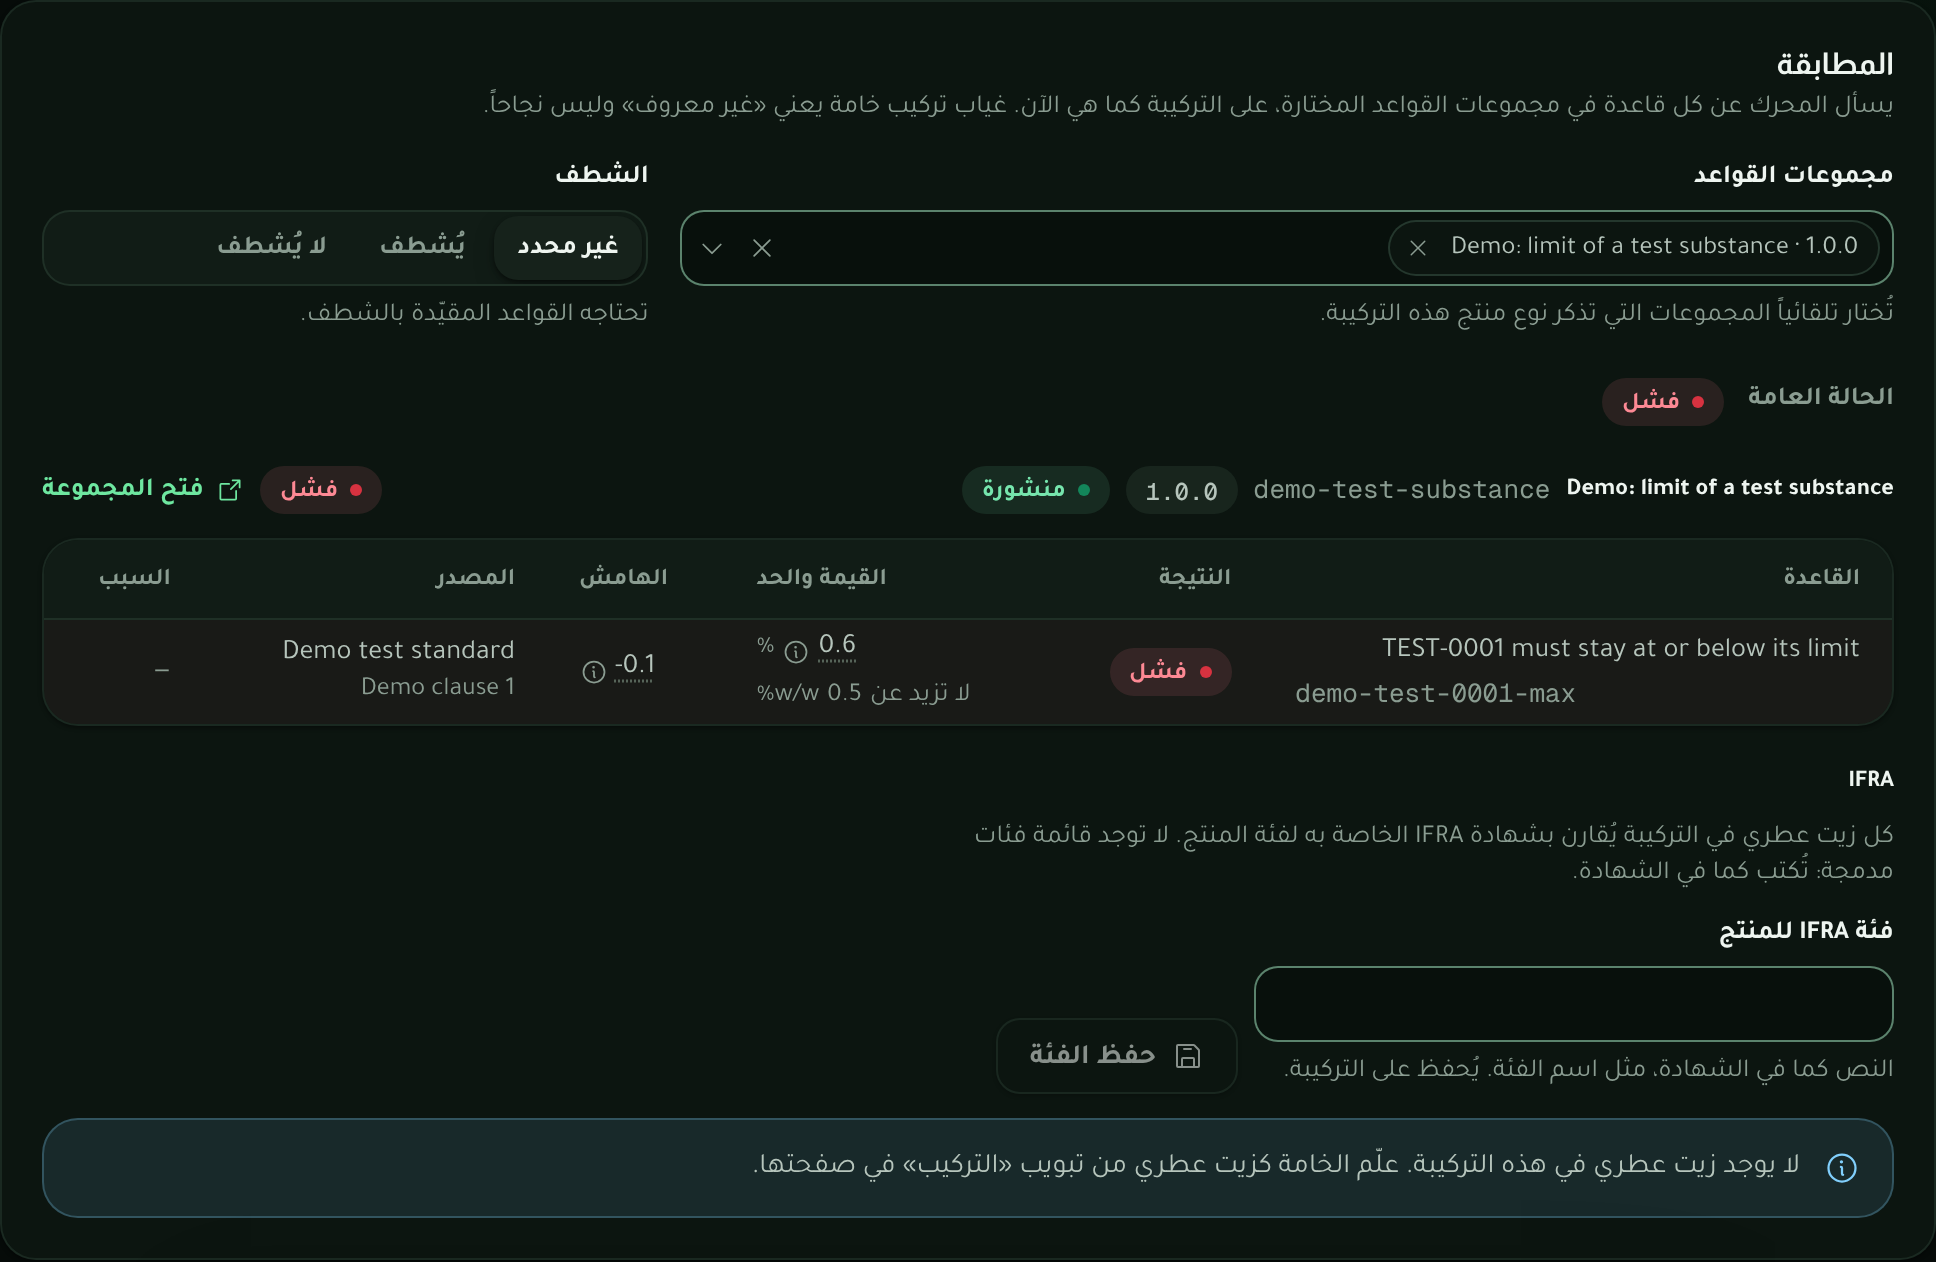 المطابقة
يسأل المحرك عن كل قاعدة في مجموعات القواعد المختارة، على التركيبة كما هي الآن. غياب تركيب خامة يعني «غير معروف» وليس نجاحاً.
مجموعات القواعد
Demo: limit of a test substance · 1.0.0
تُختار تلقائياً المجموعات التي تذكر نوع منتج هذه التركيبة.
الشطف
غير محدد يُشطف لا يُشطف
تحتاجه القواعد المقيّدة بالشطف.
الحالة العامة فشل
Demo: limit of a test substance demo-test-substance 1.0.0 منشورة فشل فتح المجموعة
القاعدة النتيجة القيمة والحد الهامش المصدر السبب
TEST-0001 must stay at or below its limit
demo-test-0001-max
فشل
0.6 %
لا تزيد عن 0.5 w/w%
-0.1
Demo test standard
Demo clause 1
–
IFRA
كل زيت عطري في التركيبة يُقارن بشهادة IFRA الخاصة به لفئة المنتج. لا توجد قائمة فئات
مدمجة: تُكتب كما في الشهادة.
فئة IFRA للمنتج
النص كما في الشهادة، مثل اسم الفئة. يُحفظ على التركيبة.
حفظ الفئة
لا يوجد زيت عطري في هذه التركيبة. علّم الخامة كزيت عطري من تبويب «التركيب» في صفحتها.